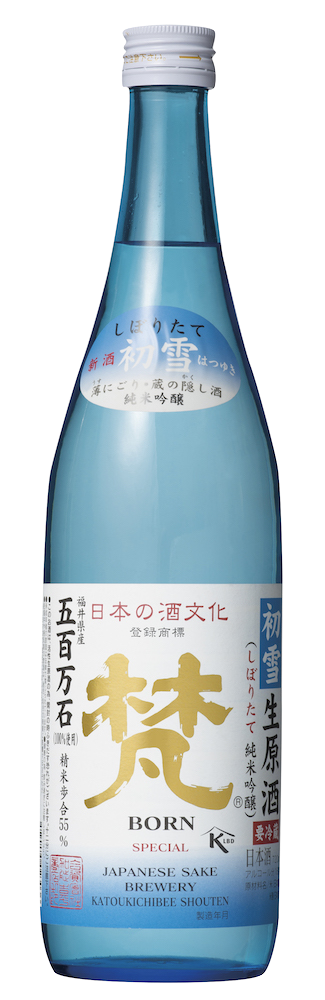 しぼりたて
新酒 初雪 はつゆき
薄にごり・蔵の隠し酒
純米吟醸
日本の酒文化
登録商標
初雪
生原酒
(しぼりたて 純米吟醸)
要冷蔵
日本酒
福井県産
五百万石
(100%使用)
精米歩合55%
梵®
BORN
SPECIAL
K LBD
JAPANESE SAKE
BREWERY
KATOUKICHIBEE SHOUTEN
製造年月